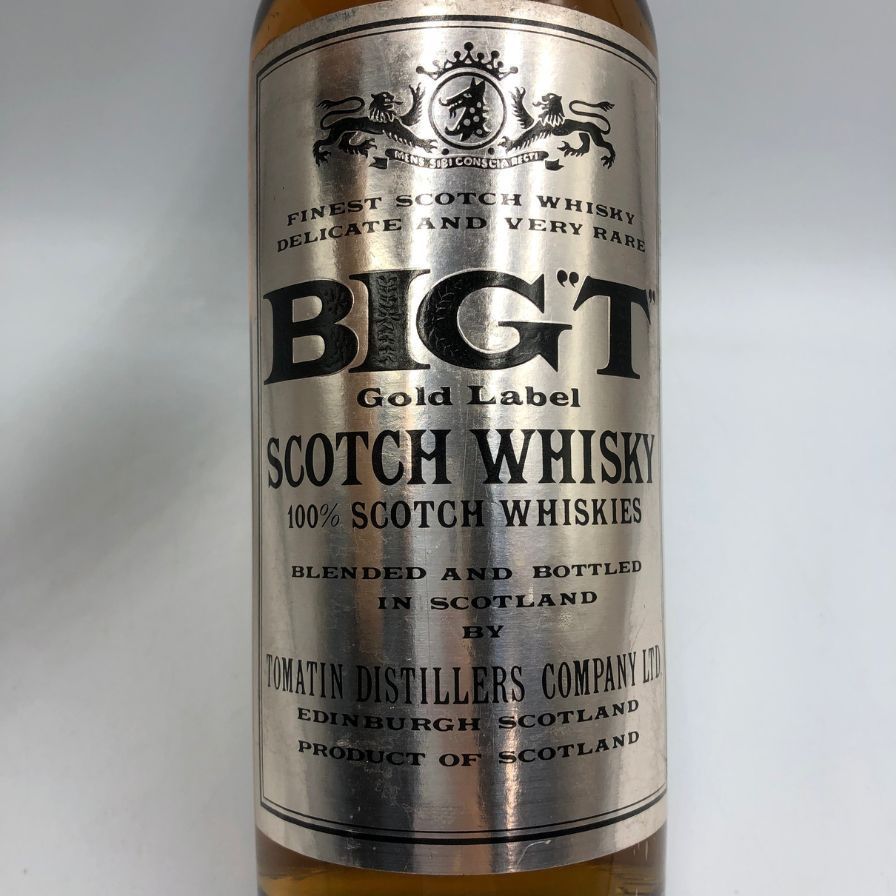 MENS SIBI CONSCIA RECTI
FINEST SCOTCH WHISKY
DELICATE AND VERY RARE
BIG "T"
Gold Label
SCOTCH WHISKY
100% SCOTCH WHISKIES
BLENDED AND BOTTLED
IN SCOTLAND
BY
TOMATIN DISTILLERS COMPANY LTD.
EDINBURGH SCOTLAND
PRODUCT OF SCOTLAND